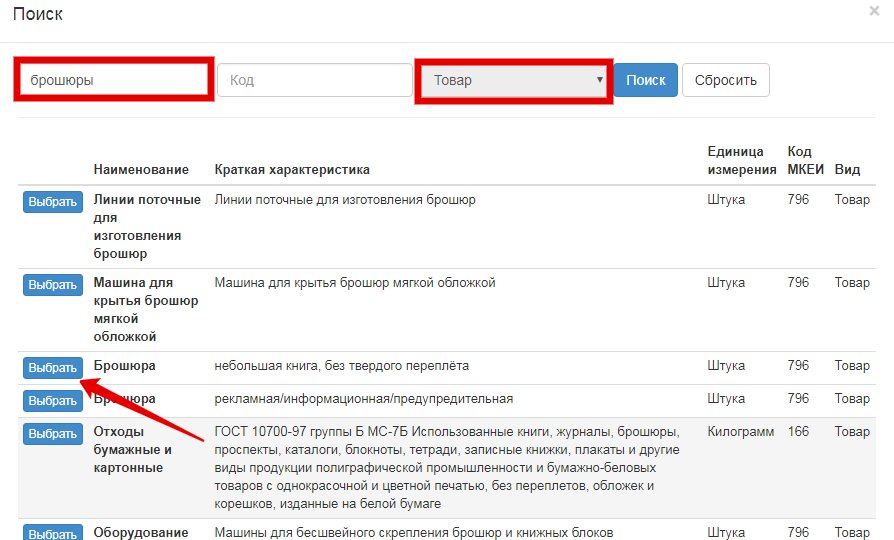 Поиск ×
брошюры Код Товар Поиск Сбросить
Наименование Краткая характеристика Единица измерения Код МКЕИ Вид
Выбрать Линии поточные Линии поточные для изготовления брошюр Штука 796 Товар
для
изготовления
брошюр
Выбрать Машина для Машина для крытья брошюр мягкой обложкой Штука 796 Товар
крытья брошюр
мягкой
обложкой
Выбрать Брошюра небольшая книга, без твердого переплёта Штука 796 Товар
Выбрать Брошюра рекламная/информационная/предупредительная Штука 796 Товар
Выбрать Отходы ГОСТ 10700-97 группы Б МС-7Б Использованные книги, журналы, брошюры, Килограмм 166 Товар
бумажные и проспекты, каталоги, блокноты, тетради, записные книжки, плакаты и другие
картонные виды продукции полиграфической промышленности и бумажно-беловых
товаров с однокрасочной и цветной печатью, без переплетов, обложек и
корешков, изданные на белой бумаге
Выбрать Оборудование Машины для бесшвейного скрепления брошюр и книжных блоков Штука 796 Товар